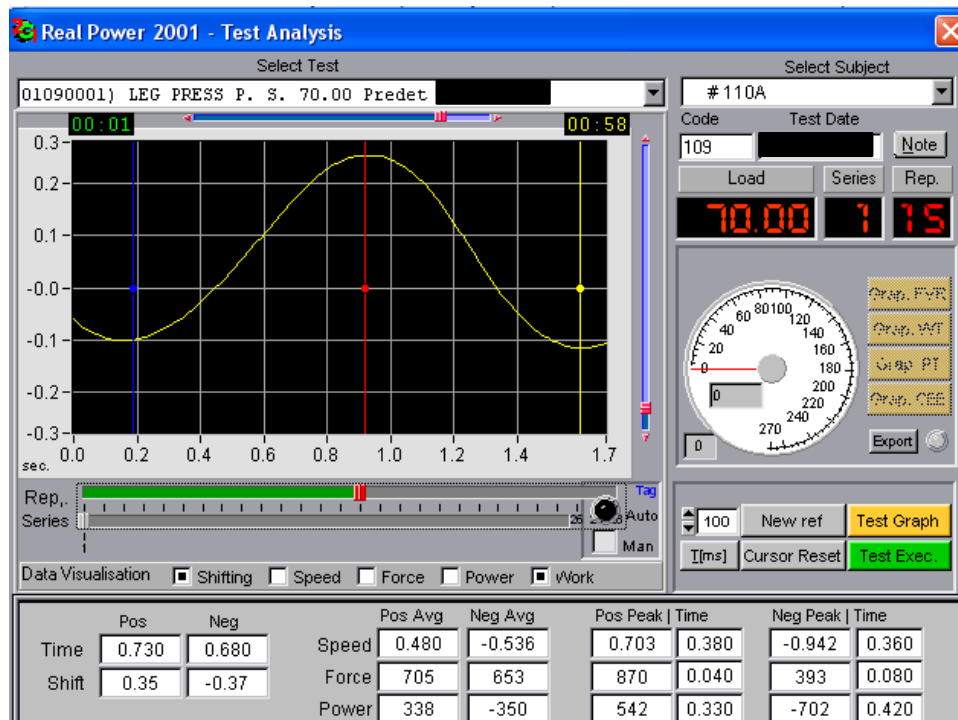 Real Power 2001 - Test Analysis
Select Test
Select Subject
01090001) LEG PRESS P. S. 70.00 Predet
#110A
Code
Test Date
109
Note
00:01
00:58
Load
Series
Rep.
70.00
1
15
0.3
0.2
0.1
-0.0
-0.1
-0.2
-0.3
sec.
0.0 0.2 0.4 0.6 0.8 1.0 1.2 1.4 1.7
0 20 40 60 80 100 120 140 160 180 200 220 240 270
0
0
Grap. FVR
Grap. WT
Grap. PT
Export
Rep,.
Series
1
26
Tag
Auto
Man
100
New ref
Test Graph
T[ms]
Cursor Reset
Test Exec.
Data Visualisation Shifting Speed Force Power Work
Pos Neg
Time 0.730 0.680
Shift 0.35 -0.37
Pos Avg Neg Avg Pos Peak | Time Neg Peak | Time
Speed 0.480 -0.536 0.703 0.380 -0.942 0.360
Force 705 653 870 0.040 393 0.080
Power 338 -350 542 0.330 -702 0.420